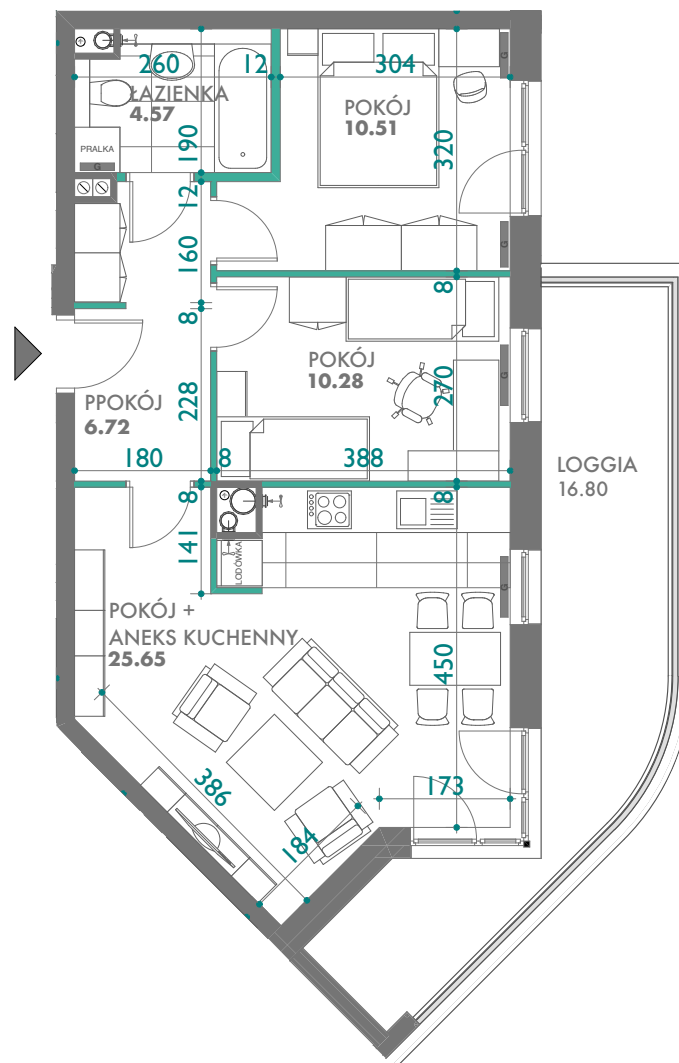 260
12
304
ŁAZIENKA
4.57
POKÓJ
10.51
190
320
PRALKA
G
G
12
160
G
8
8
POKÓJ
10.28
G
270
PPOKÓJ
6.72
228
180
8
388
LOGGIA
16.80
8
8
141
LODÓWKA
G
POKÓJ +
ANEKS KUCHENNY
25.65
450
386
173
184